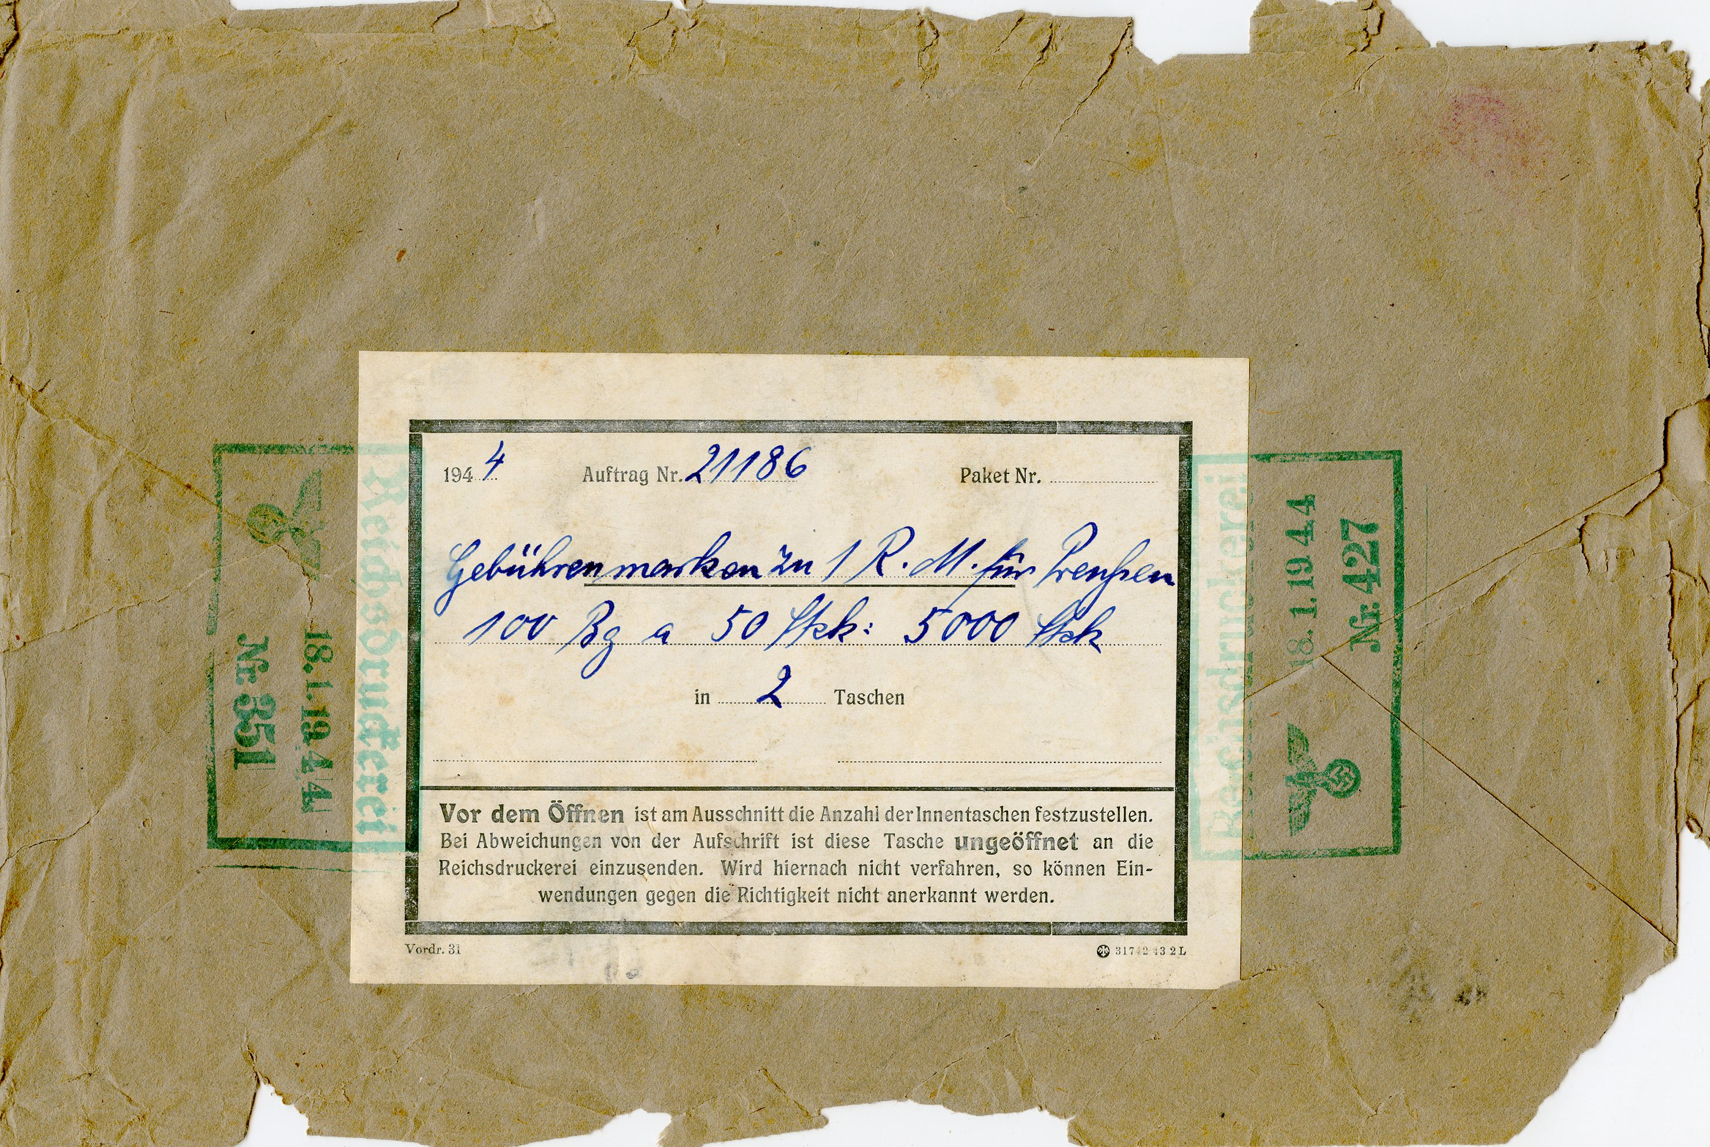 1944 Auftrag Nr. 21186 Paket Nr.
Gebührenmarken zu 1 R.M. für Preußen
100 Bg a 50 Stck: 5000 Stck
in 2 Taschen
Vor dem Öffnen ist am Ausschnitt die Anzahl der Innentaschen festzustellen.
Bei Abweichungen von der Aufschrift ist diese Tasche ungeöffnet an die
Reichsdruckerei einzusenden. Wird hiernach nicht verfahren, so können Ein-
wendungen gegen die Richtigkeit nicht anerkannt werden.
Vordr. 31
31742 43 2 L
Reichsdruckerei
18.1.1944
Nr. 351
Reichsdruckerei
18.1.1944
Nr. 427